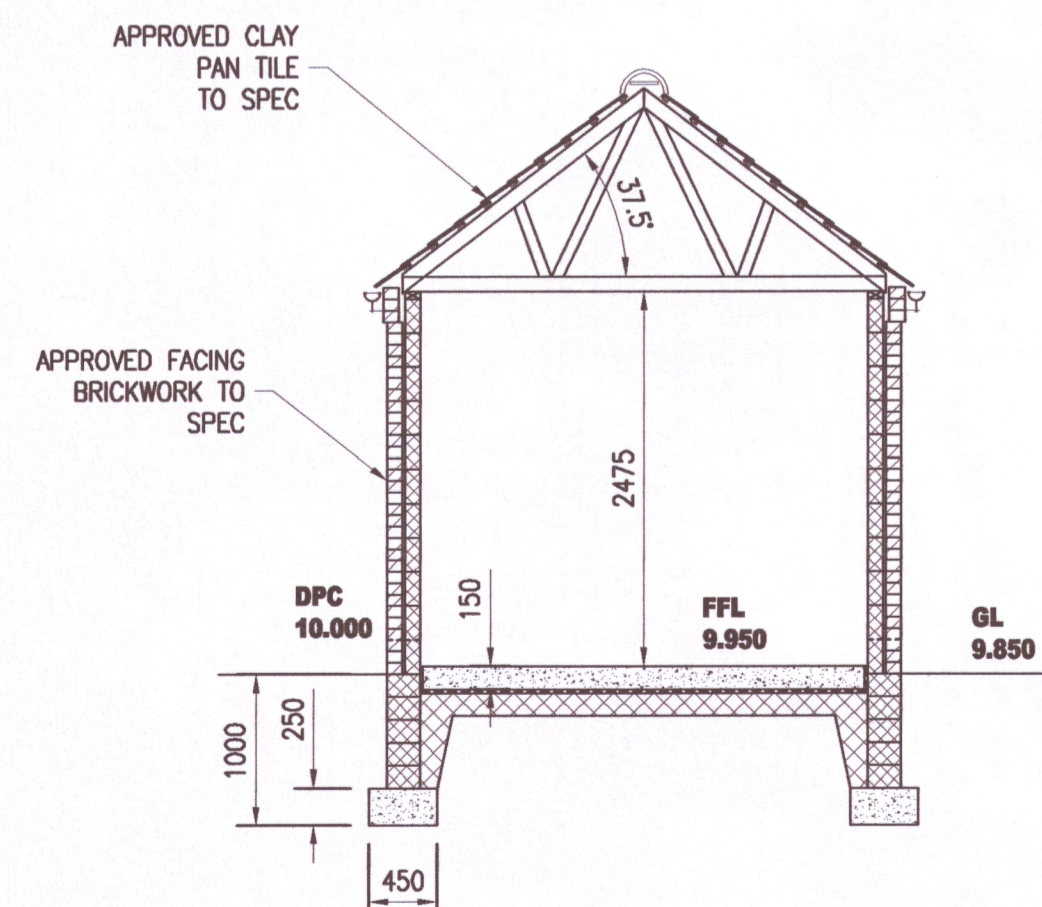 APPROVED CLAY
PAN TILE
TO SPEC
37.5°
APPROVED FACING
BRICKWORK TO
SPEC
2475
150
DPC
10.000
FFL
9.950
GL
9.850
1000
250
450